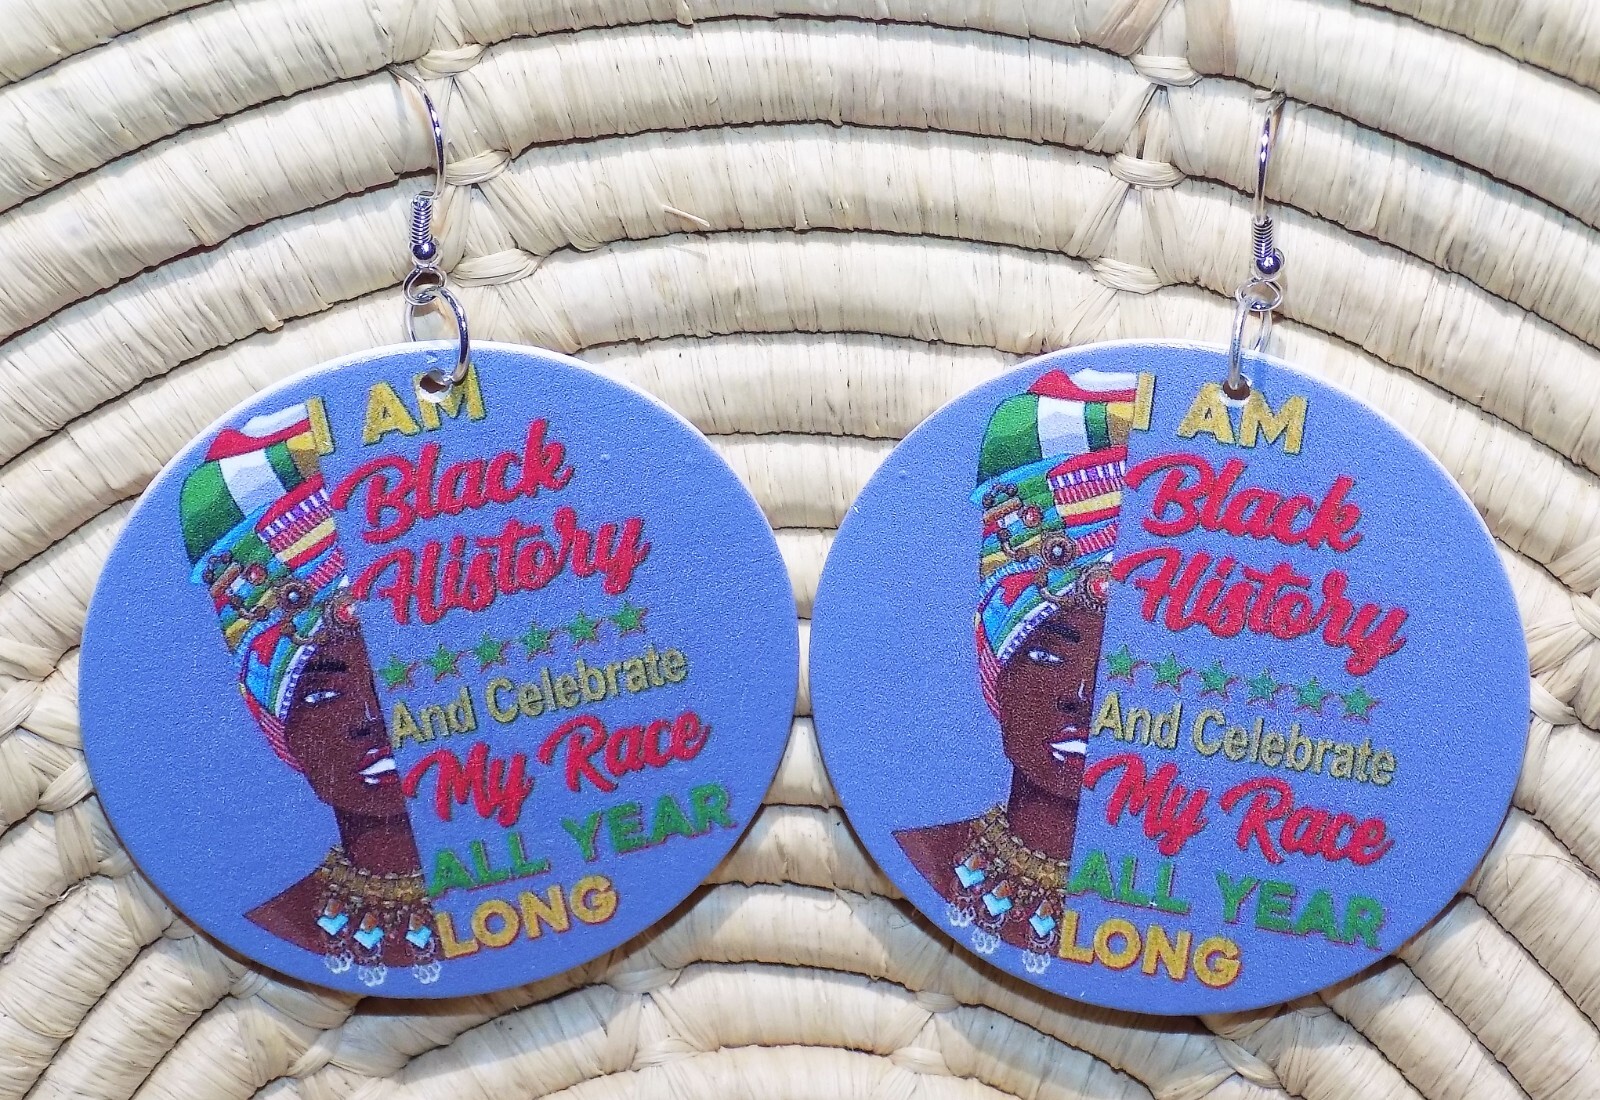 I AM
Black
History
And Celebrate
My Race
ALL YEAR
LONG
I AM
Black
History
And Celebrate
My Race
ALL YEAR
LONG